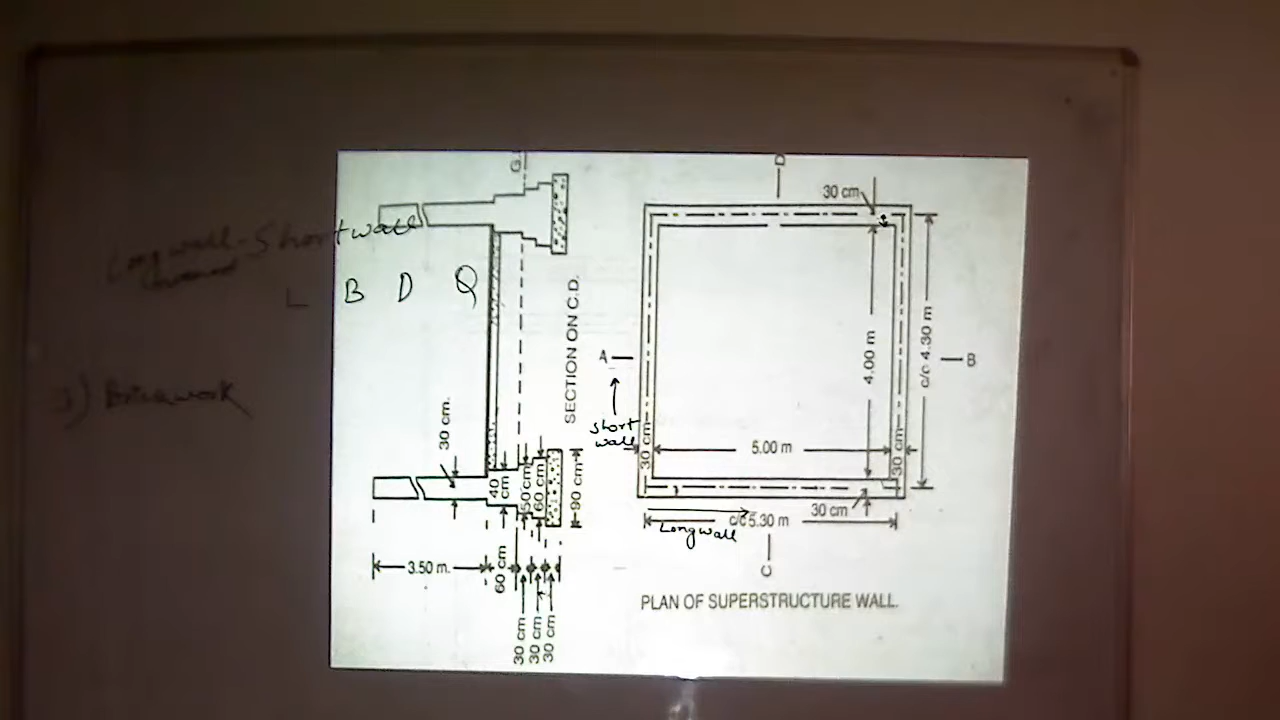 Longwall-Shortwall
L B D Q
1) Brickwork
G.
SECTION ON C.D.
30 cm.
40 cm
50 cm
60 cm
90 cm
3.50 m.
60 cm
30 cm
30 cm
30 cm
D
30 cm
A
B
4.00 m
c/c 4.30 m
short wall
30 cm
5.00 m
30 cm
30 cm
c/c 5.30 m
Longwall
C
PLAN OF SUPERSTRUCTURE WALL.